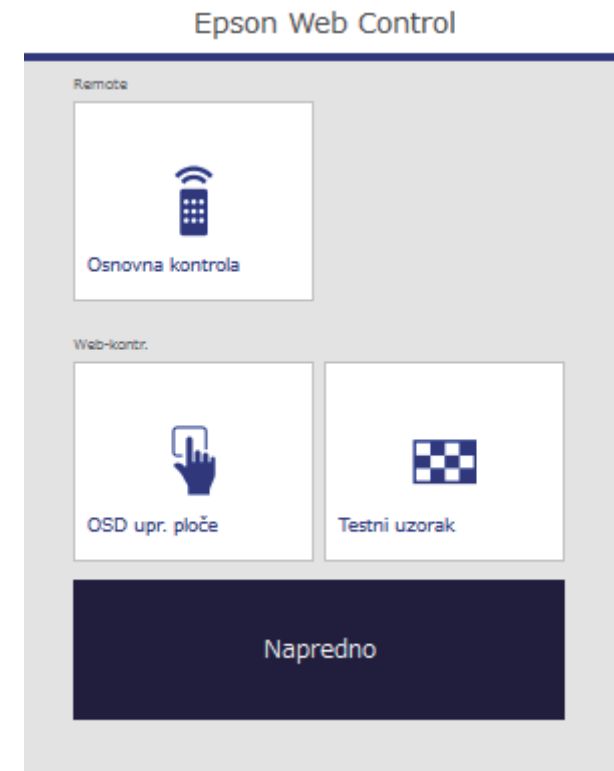 Epson Web Control
Remote
Osnovna kontrola
Web-kontr.
OSD upr. ploče
Testni uzorak
Napredno